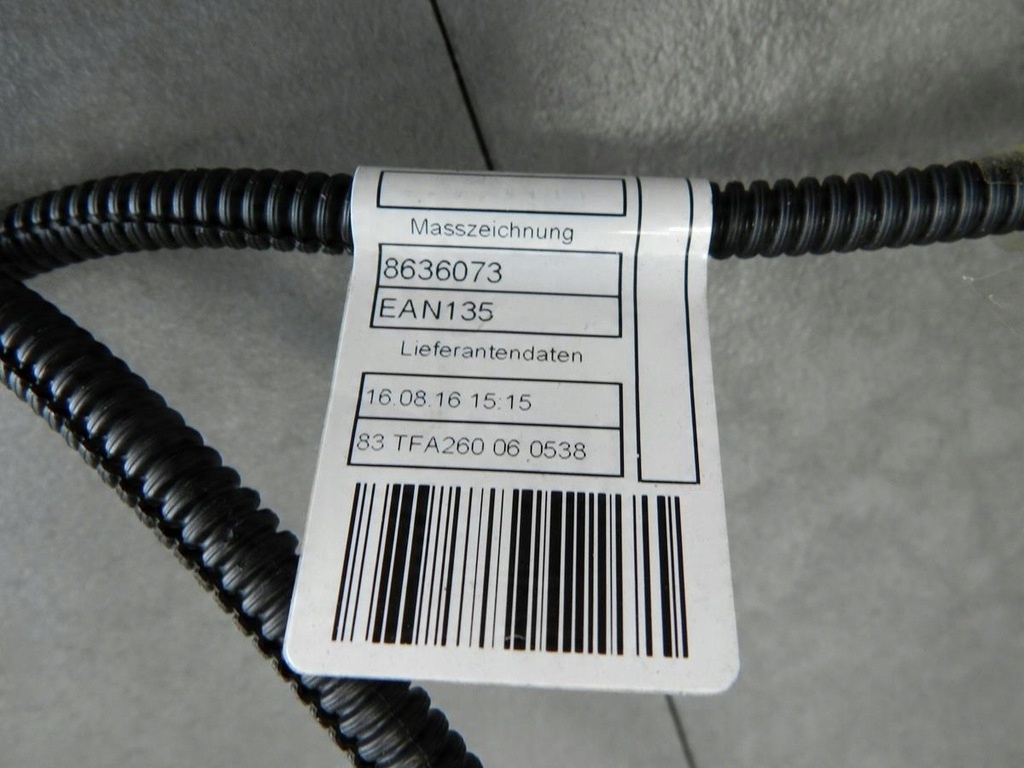 Masszeichnung
8636073
EAN135
Lieferantendaten
16.08.16 15:15
83 TFA260 06 0538